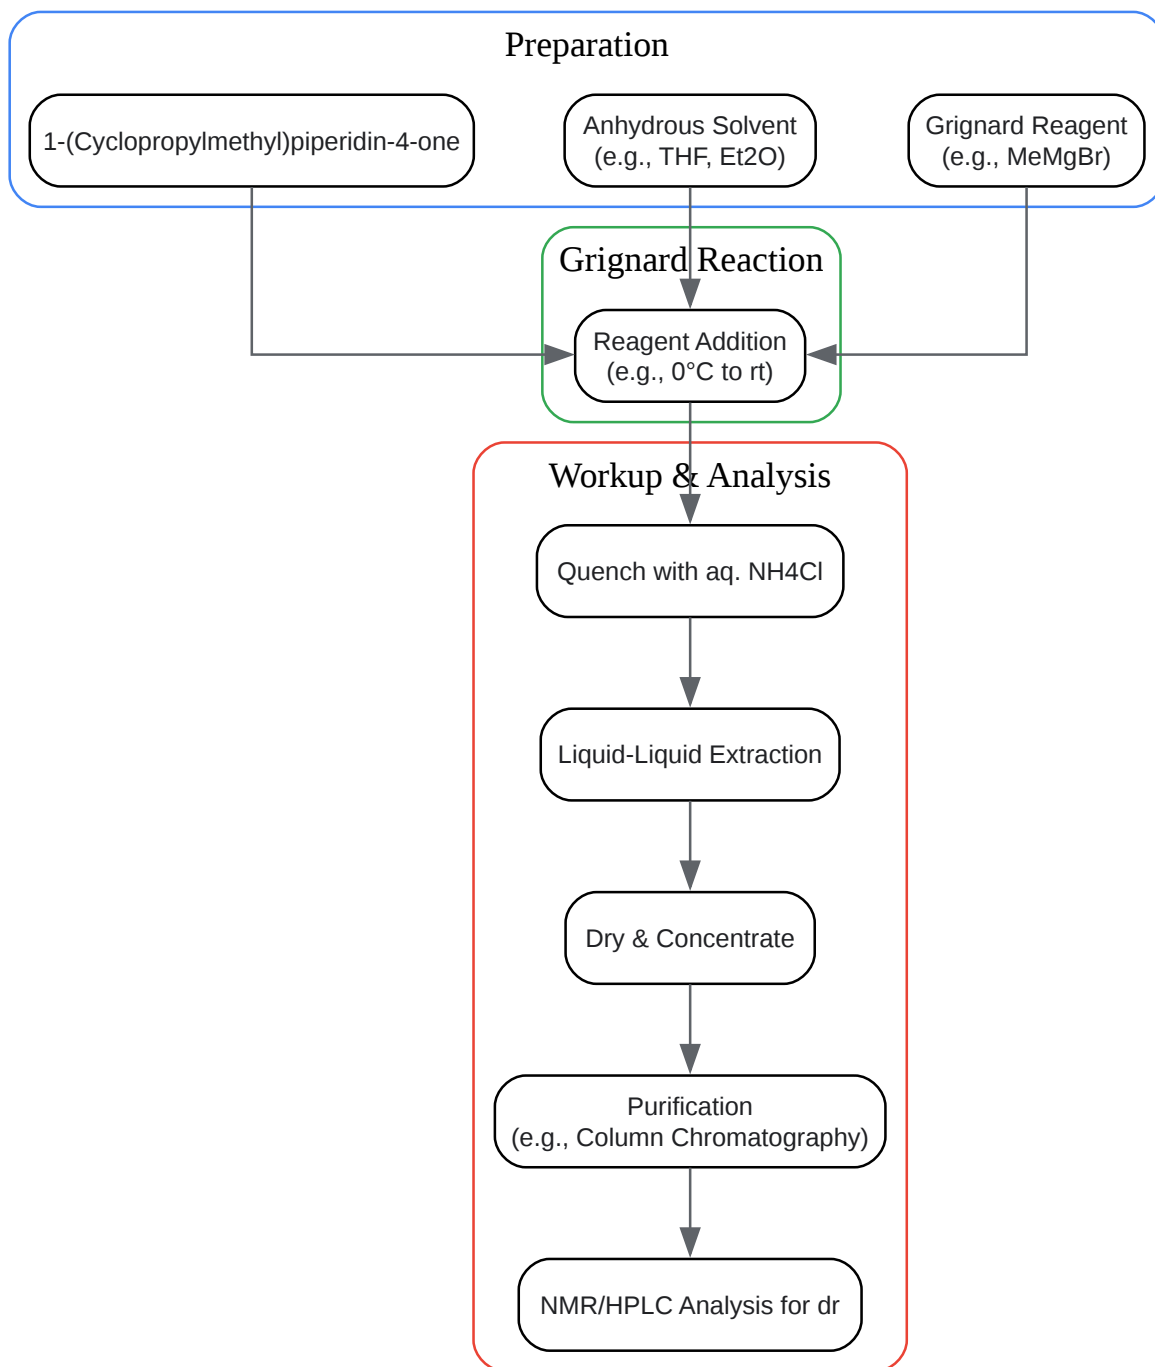 Preparation
1-(Cyclopropylmethyl)piperidin-4-one
Anhydrous Solvent
(e.g., THF, Et2O)
Grignard Reagent
(e.g., MeMgBr)
Grignard Reaction
Reagent Addition
(e.g., 0°C to rt)
Workup & Analysis
Quench with aq. NH4Cl
Liquid-Liquid Extraction
Dry & Concentrate
Purification
(e.g., Column Chromatography)
NMR/HPLC Analysis for dr